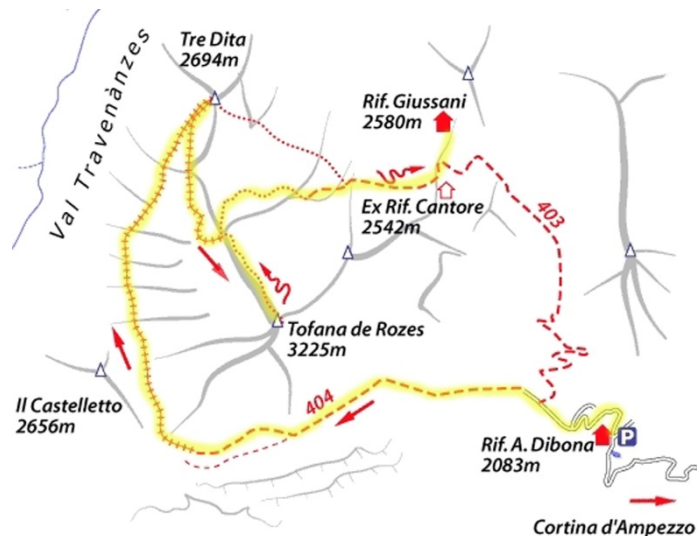 Tre Dita
2694m
Val Travenànzes
Rif. Giussani
2580m
Ex Rif. Cantore
2542m
403
Tofana de Rozes
3225m
Il Castelletto
2656m
404
Rif. A. Dibona
2083m
P
Cortina d'Ampezzo